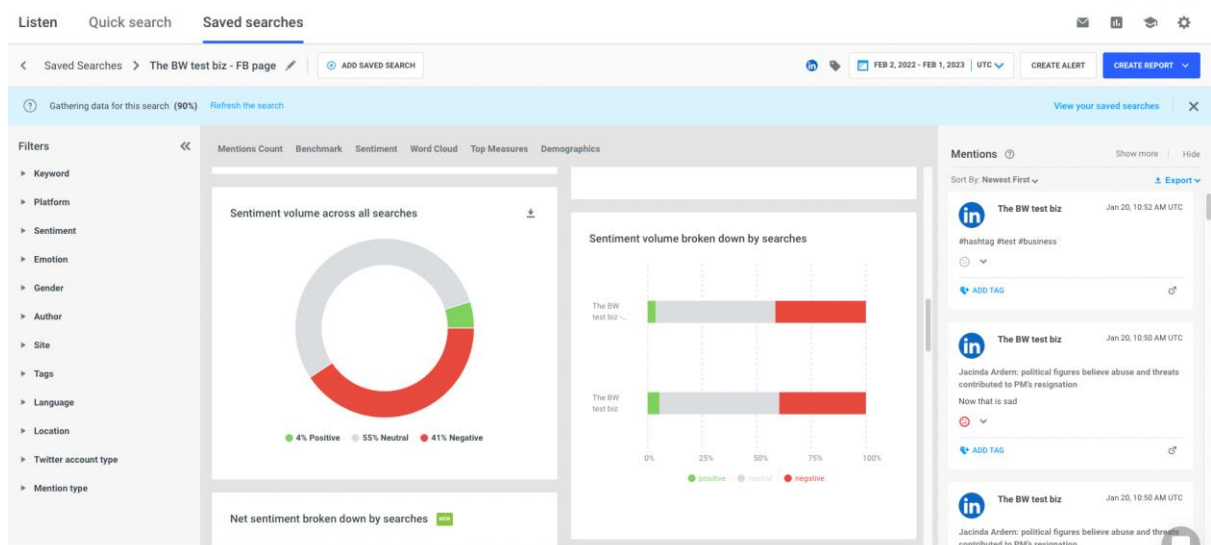 Listen Quick search Saved searches
Saved Searches > The BW test biz - FB page ADD SAVED SEARCH FEB 2, 2022 - FEB 1, 2023 | UTC CREATE ALERT CREATE REPORT
Gathering data for this search (90%) Refresh the search View your saved searches
Filters
Keyword
Platform
Sentiment
Emotion
Gender
Author
Site
Tags
Language
Location
Twitter account type
Mention type
Mentions Count Benchmark Sentiment Word Cloud Top Measures Demographics
Sentiment volume across all searches
4% Positive 55% Neutral 41% Negative
Net sentiment broken down by searches NEW
Sentiment volume broken down by searches
The BW
test biz -...
The BW
test biz
0% 25% 50% 75% 100%
positive neutral negative
Mentions Show more Hide
Sort By: Newest First Export
in The BW test biz Jan 20, 10:52 AM UTC
#hashtag #test #business
ADD TAG
in The BW test biz Jan 20, 10:50 AM UTC
Jacinda Ardern: political figures believe abuse and threats
contributed to PM's resignation
Now that is sad
ADD TAG
in The BW test biz Jan 20, 10:50 AM UTC
Jacinda Ardern: political figures believe abuse and threats
contributed to PM's resignation